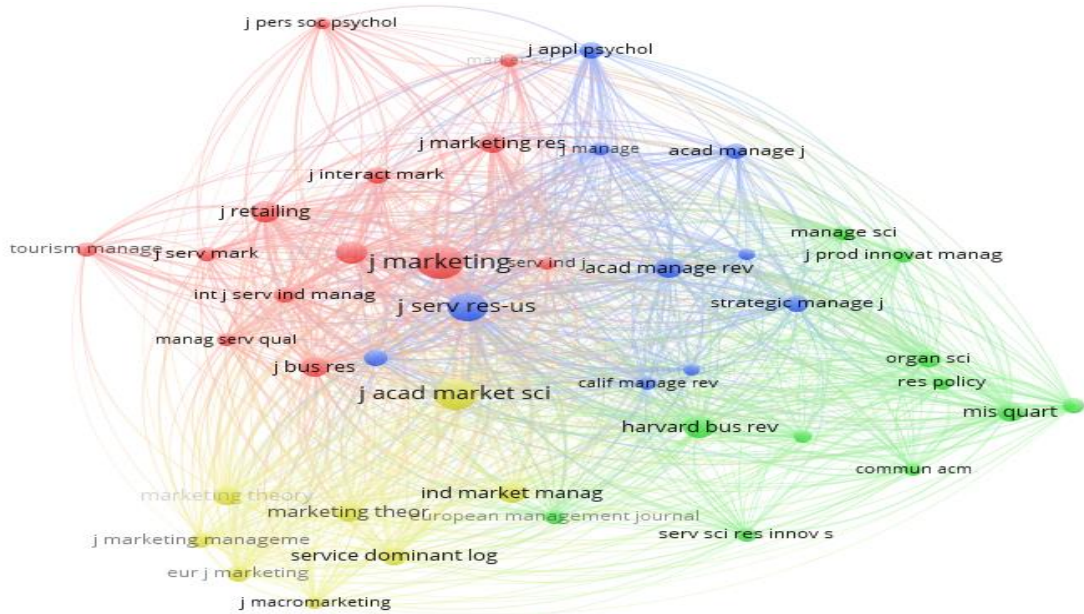 j pers soc psychol
j appl psychol
market sci
j marketing res
j manage
acad manage j
j interact mark
j retailing
manage sci
tourism manage
j serv mark
j marketing
serv ind j
acad manage rev
j prod innovat manag
int j serv ind manag
j serv res-us
strategic manage j
manag serv qual
j bus res
organ sci
calif manage rev
res policy
j acad market sci
mis quart
harvard bus rev
commun acm
marketing theory
ind market manag
marketing theor
european management journal
j marketing manageme
service dominant log
serv sci res innov s
eur j marketing
j macromarketing